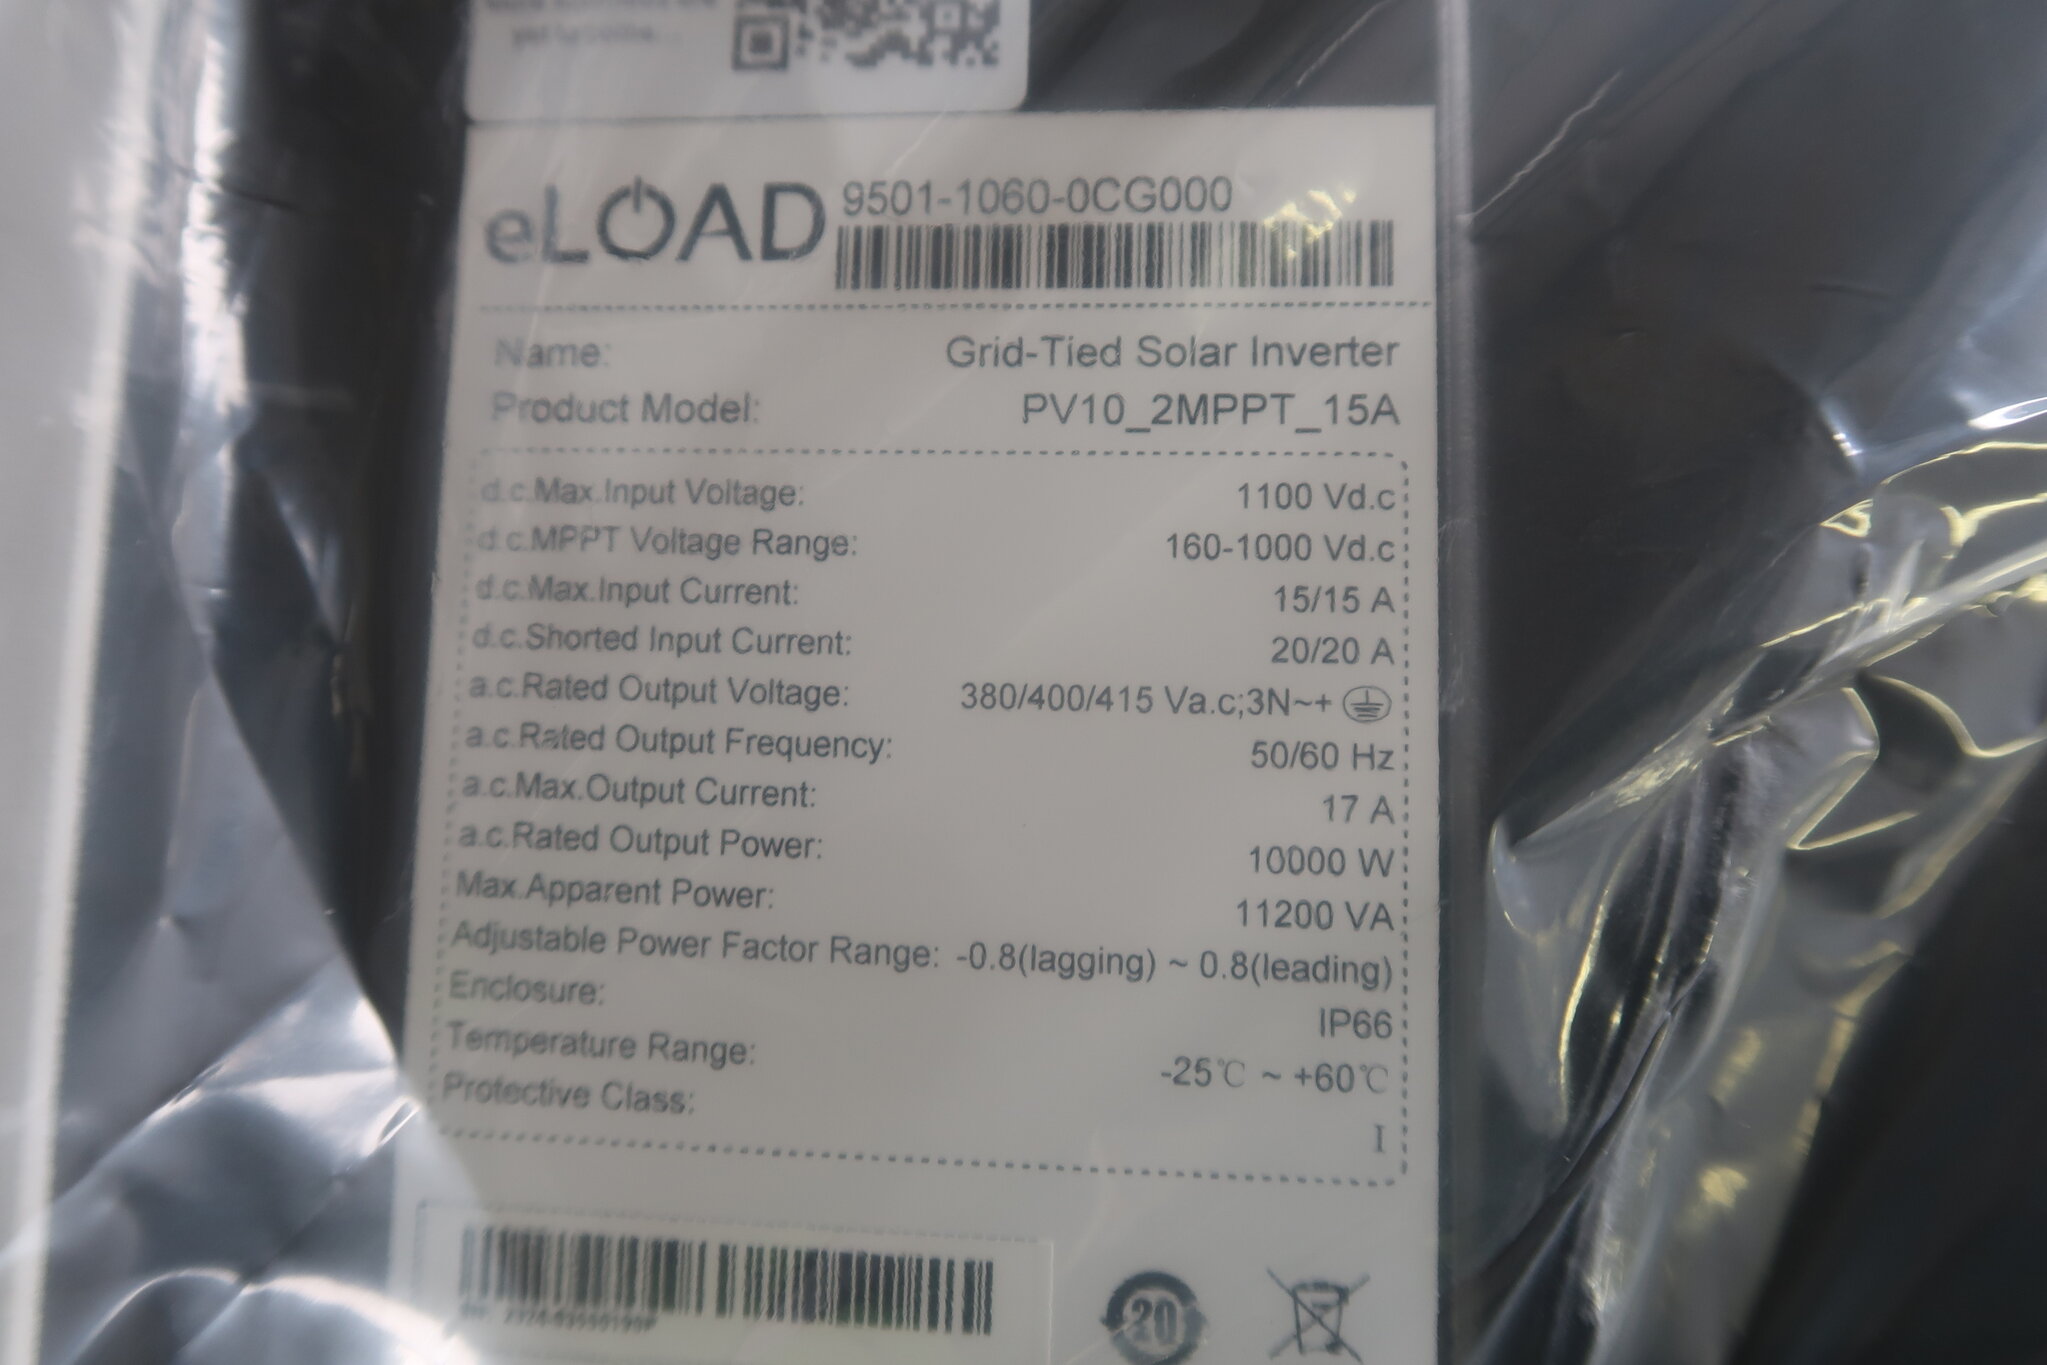 eLOAD
9501-1060-0CG000
Name: Grid-Tied Solar Inverter
Product Model: PV10_2MPPT_15A
d.c.Max.Input Voltage: 1100 Vd.c
d.c.MPPT Voltage Range: 160-1000 Vd.c
d.c.Max.Input Current: 15/15 A
d.c.Shorted Input Current: 20/20 A
a.c.Rated Output Voltage: 380/400/415 Va.c;3N~+
a.c.Rated Output Frequency: 50/60 Hz
a.c.Max.Output Current: 17 A
a.c.Rated Output Power: 10000 W
Max.Apparent Power: 11200 VA
Adjustable Power Factor Range: -0.8(lagging) ~ 0.8(leading)
Enclosure: IP66
Temperature Range: -25℃ ~ +60℃
Protective Class: I
20